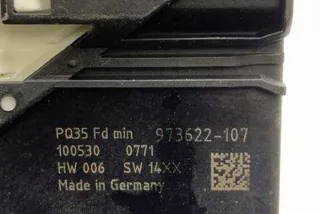 PQ35 Fd min 973622-107
100530 0771
HW 006 SW 14XX
Made in Germany